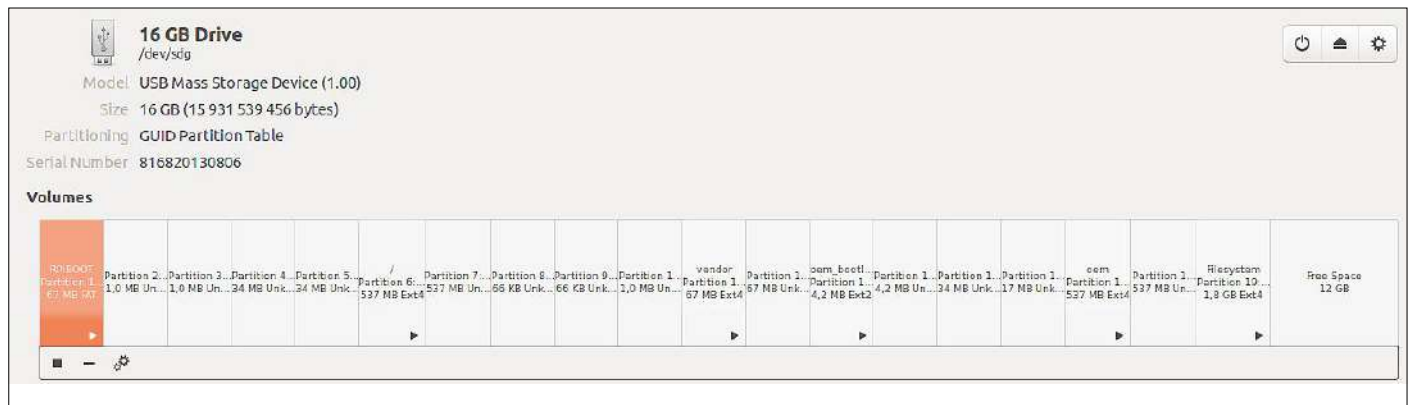 16 GB Drive
/dev/sdg
Model USB Mass Storage Device (1.00)
Size 16 GB (15 931 539 456 bytes)
Partitioning GUID Partition Table
Serial Number 816820130806
Volumes
Partition 1...
67 MB FAT
Partition 2...
1,0 MB Un...
Partition 3...
1,0 MB Un...
Partition 4...
34 MB Unk...
Partition 5...
34 MB Unk...
/
Partition 6:...
537 MB Ext4
Partition 7:...
537 MB Un...
Partition 8...
66 KB Unk...
Partition 9...
66 KB Unk...
Partition 1...
1,0 MB Un...
vendor
Partition 1...
67 MB Ext4
Partition 1...
67 MB Unk...
oem_bootl...
Partition 1...
4,2 MB Ext2
Partition 1...
4,2 MB Un...
Partition 1...
34 MB Unk...
Partition 1...
17 MB Unk...
oem
Partition 1...
537 MB Ext4
Partition 1...
537 MB Un...
Filesystem
Partition 10:...
1,8 GB Ext4
Free Space
12 GB